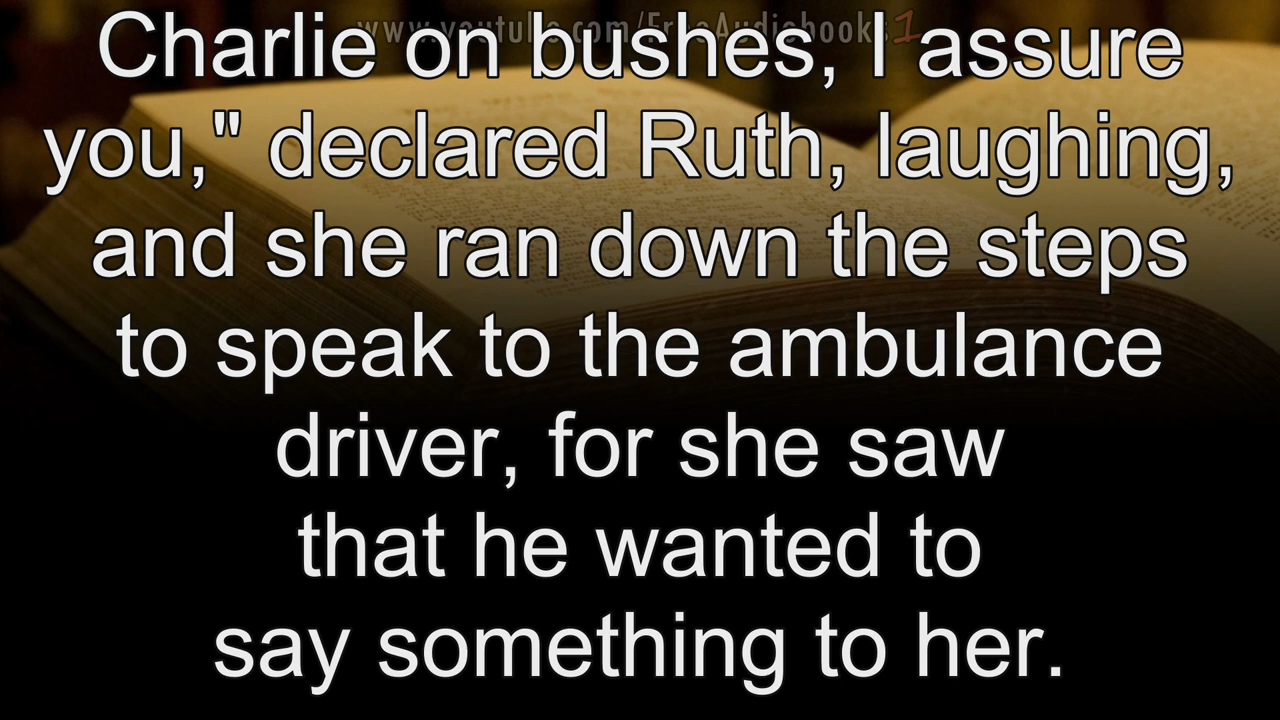 www.youtube.com/FreeAudiobooks1
Charlie on bushes, I assure
you," declared Ruth, laughing,
and she ran down the steps
to speak to the ambulance
driver, for she saw
that he wanted to
say something to her.